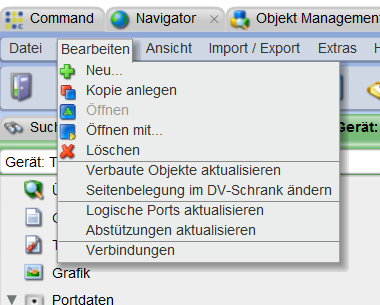 Command Navigator Objekt Management
Datei Bearbeiten Ansicht Import / Export Extras
Neu...
Kopie anlegen
Öffnen
Öffnen mit...
Löschen
Verbaute Objekte aktualisieren
Seitenbelegung im DV-Schrank ändern
Logische Ports aktualisieren
Abstützungen aktualisieren
Verbindungen
Gerät:
Gerät:
Grafik
Portdaten